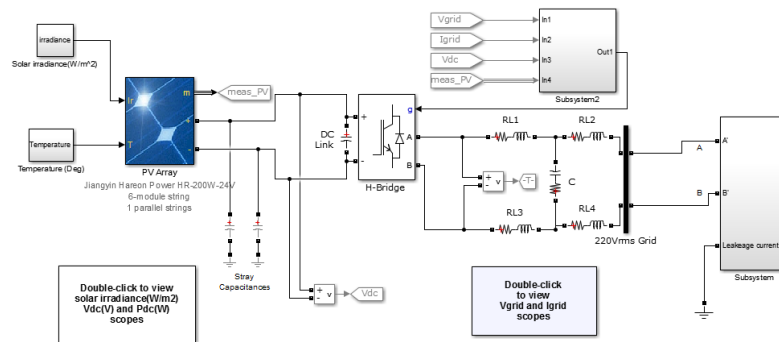 Irradiance
Solar irradiance(W/m^2)
Temperature
Temperature (Deg)
Ir
T
m
+
-
PV Array
Jiangyin Hareon Power HR-200W-24V
6-module string
1 parallel strings
meas_PV
Stray
Capacitances
DC
Link
+
-
g
A
B
H-Bridge
Vgrid
Igrid
Vdc
meas_PV
In1
In2
In3
In4
Out1
Subsystem2
+
-
v
-T-
RL1
RL2
C
RL3
RL4
220Vrms Grid
A
B
A'
B'
Leakeage current
Subsystem
+
-
v
Vdc
Double-click to view
solar irradiance(W/m2)
Vdc(V) and Pdc(W)
scopes
Double-click
to view
Vgrid and Igrid
scopes